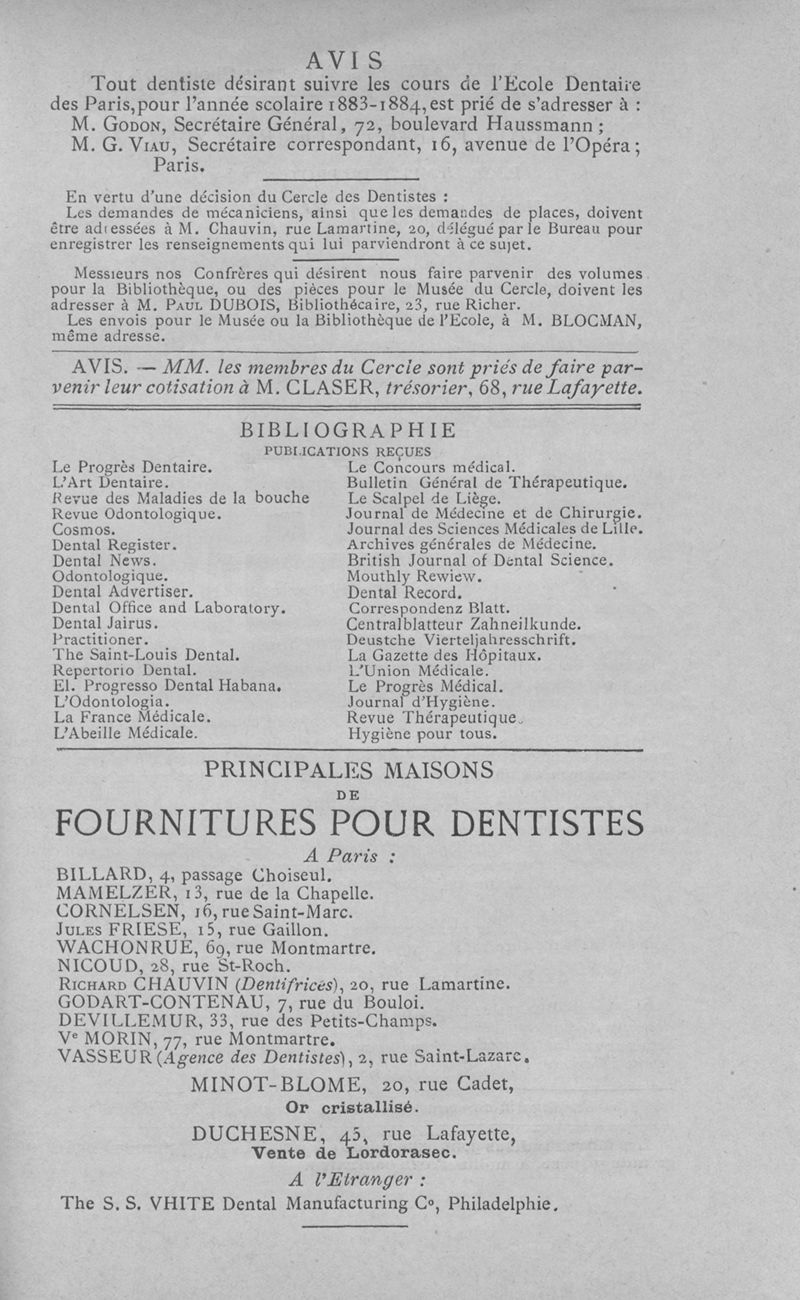 AVIS
Tout dentiste désirant suivre les cours de l'Ecole Dentaire
des Paris,pour l'année scolaire 1883-1884,est prié de s'adresser à :
M. GODON, Secrétaire Général, 72, boulevard Haussmann ;
M. G. VIAU, Secrétaire correspondant, 16, avenue de l'Opéra ;
Paris.
En vertu d'une décision du Cercle des Dentistes :
Les demandes de mécaniciens, ainsi que les demandes de places, doivent
être adressées à M. Chauvin, rue Lamartine, 20, délégué par le Bureau pour
enregistrer les renseignements qui lui parviendront à ce sujet.
Messieurs nos Confrères qui désirent nous faire parvenir des volumes
pour la Bibliothèque, ou des pièces pour le Musée du Cercle, doivent les
adresser à M. PAUL DUBOIS, Bibliothécaire, 23, rue Richer.
Les envois pour le Musée ou la Bibliothèque de l'Ecole, à M. BLOCMAN,
même adresse.
AVIS. — MM. les membres du Cercle sont priés de faire par-
venir leur cotisation à M. CLASER, trésorier, 68, rue Lafayette.
BIBLIOGRAPHIE
PUBLICATIONS REÇUES
Le Progrès Dentaire.
L'Art Dentaire.
Revue des Maladies de la bouche
Revue Odontologique.
Cosmos.
Dental Register.
Dental News.
Odontologique.
Dental Advertiser.
Dental Office and Laboratory.
Dental Jairus.
Practitioner.
The Saint-Louis Dental.
Repertorio Dental.
El. Progresso Dental Habana.
L'Odontologia.
La France Médicale.
L'Abeille Médicale.
Le Concours médical.
Bulletin Général de Thérapeutique.
Le Scalpel de Liège.
Journal de Médecine et de Chirurgie.
Journal des Sciences Médicales de Lille.
Archives générales de Médecine.
British Journal of Dental Science.
Mouthly Rewiew.
Dental Record.
Correspondenz Blatt.
Centralblatteur Zahneilkunde.
Deustche Vierteljahresschrift.
La Gazette des Hôpitaux.
L'Union Médicale.
Le Progrès Médical.
Journal d'Hygiène.
Revue Thérapeutique.
Hygiène pour tous.
PRINCIPALES MAISONS
DE
FOURNITURES POUR DENTISTES
A Paris :
BILLARD, 4, passage Choiseul.
MAMELZER, 13, rue de la Chapelle.
CORNELSEN, 16, rue Saint-Marc.
JULES FRIESE, 15, rue Gaillon.
WACHONRUE, 69, rue Montmartre.
NICOUD, 28, rue St-Roch.
RICHARD CHAUVIN (Dentifrices), 20, rue Lamartine.
GODART-CONTENAU, 7, rue du Bouloi.
DEVILLEMUR, 33, rue des Petits-Champs.
Ve MORIN, 77, rue Montmartre.
VASSEUR (Agence des Dentistes), 2, rue Saint-Lazare.
MINOT-BLOME, 20, rue Cadet,
Or cristallisé.
DUCHESNE, 45, rue Lafayette,
Vente de Lordorasec.
A l'Etranger :
The S. S. VHITE Dental Manufacturing Co, Philadelphie.